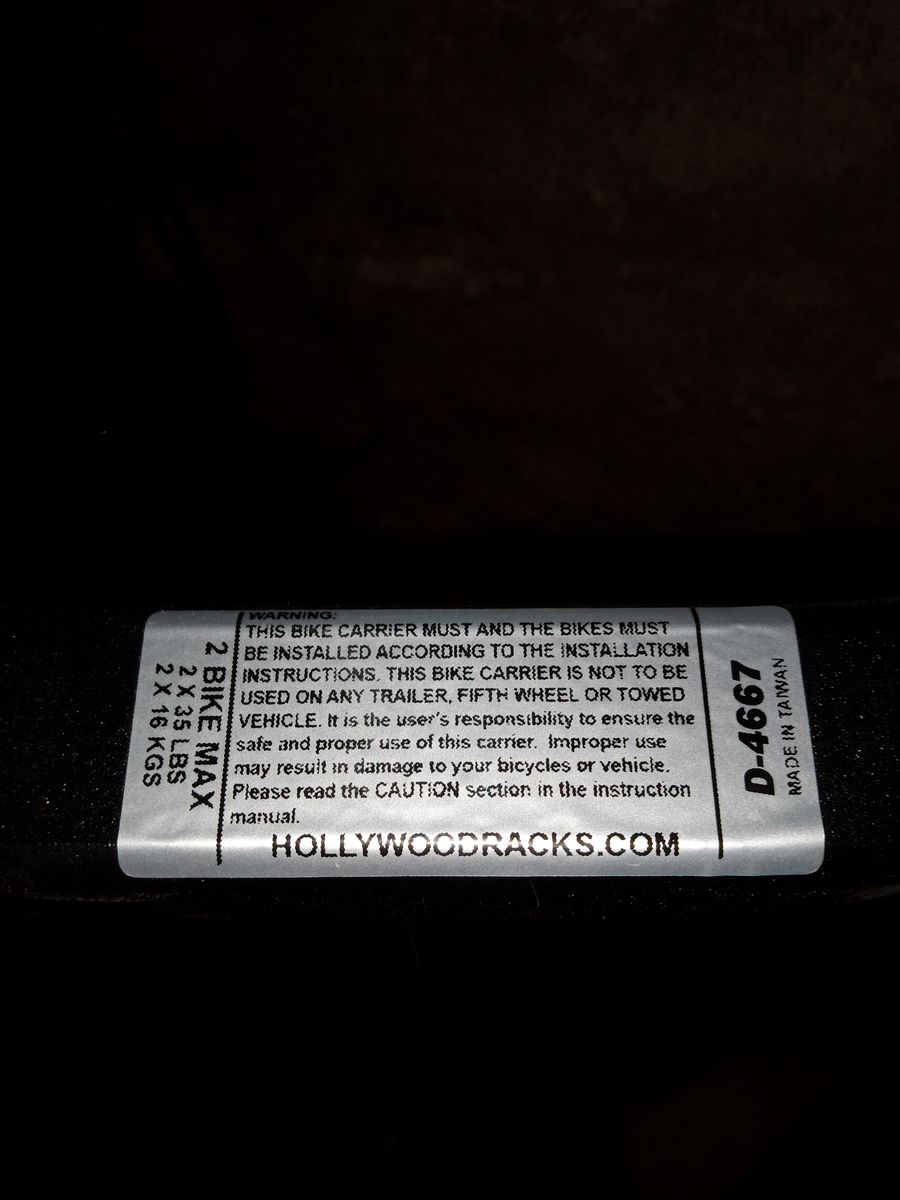 2 BIKE MAX
2 X 35 LBS
2 X 16 KGS
WARNING:
THIS BIKE CARRIER MUST AND THE BIKES MUST
BE INSTALLED ACCORDING TO THE INSTALLATION
INSTRUCTIONS. THIS BIKE CARRIER IS NOT TO BE
USED ON ANY TRAILER, FIFTH WHEEL OR TOWED
VEHICLE. It is the user's responsibility to ensure the
safe and proper use of this carrier. Improper use
may result in damage to your bicycles or vehicle.
Please read the CAUTION section in the instruction
manual.
HOLLYWOODRACKS.COM
D-4667
MADE IN TAIWAN